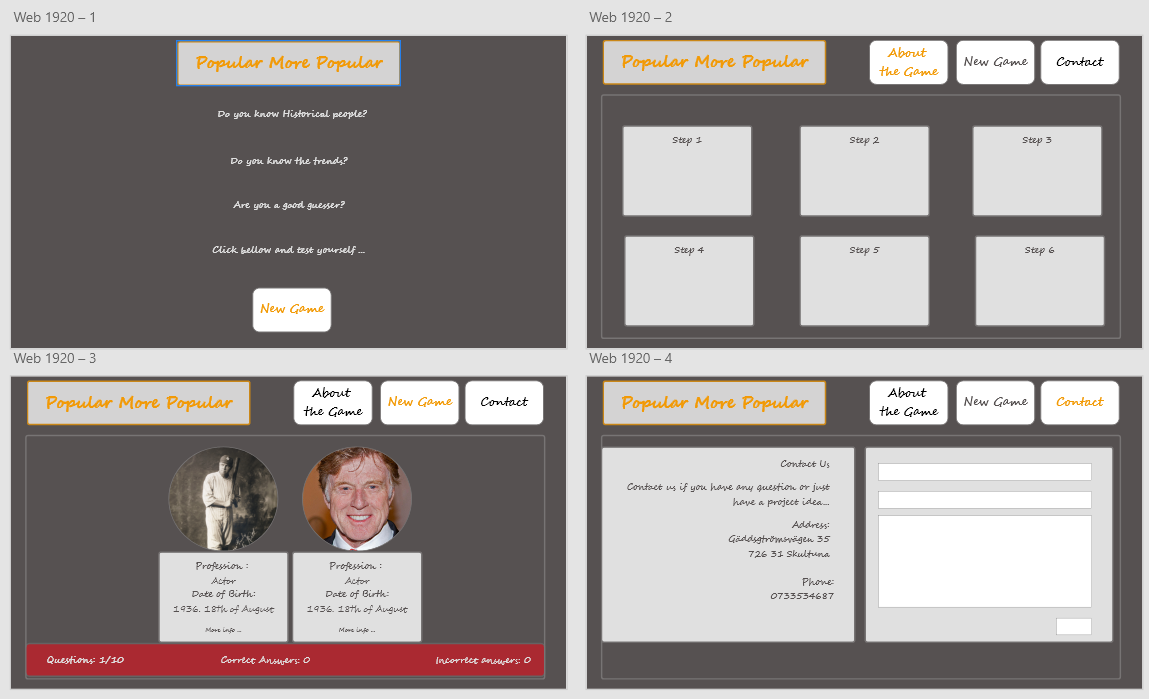 Web 1920 – 1
Popular More Popular
Do you know Historical people?
Do you know the trends?
Are you a good guesser?
Click bellow and test yourself ...
New Game
Web 1920 – 2
Popular More Popular
About
the Game
New Game
Contact
Step 1
Step 2
Step 3
Step 4
Step 5
Step 6
Web 1920 – 3
Popular More Popular
About
the Game
New Game
Contact
Profession :
Actor
Date of Birth:
1936. 18th of August
More info ...
Profession :
Actor
Date of Birth:
1936. 18th of August
More info ...
Questions: 1/10
Correct Answers: 0
Incorrect answers: 0
Web 1920 – 4
Popular More Popular
About
the Game
New Game
Contact
Contact Us
Contact us if you have any question or just
have a project idea...
Address:
Gäddsgtromsvägen 35
726 31 Skultuna
Phone:
0733534687